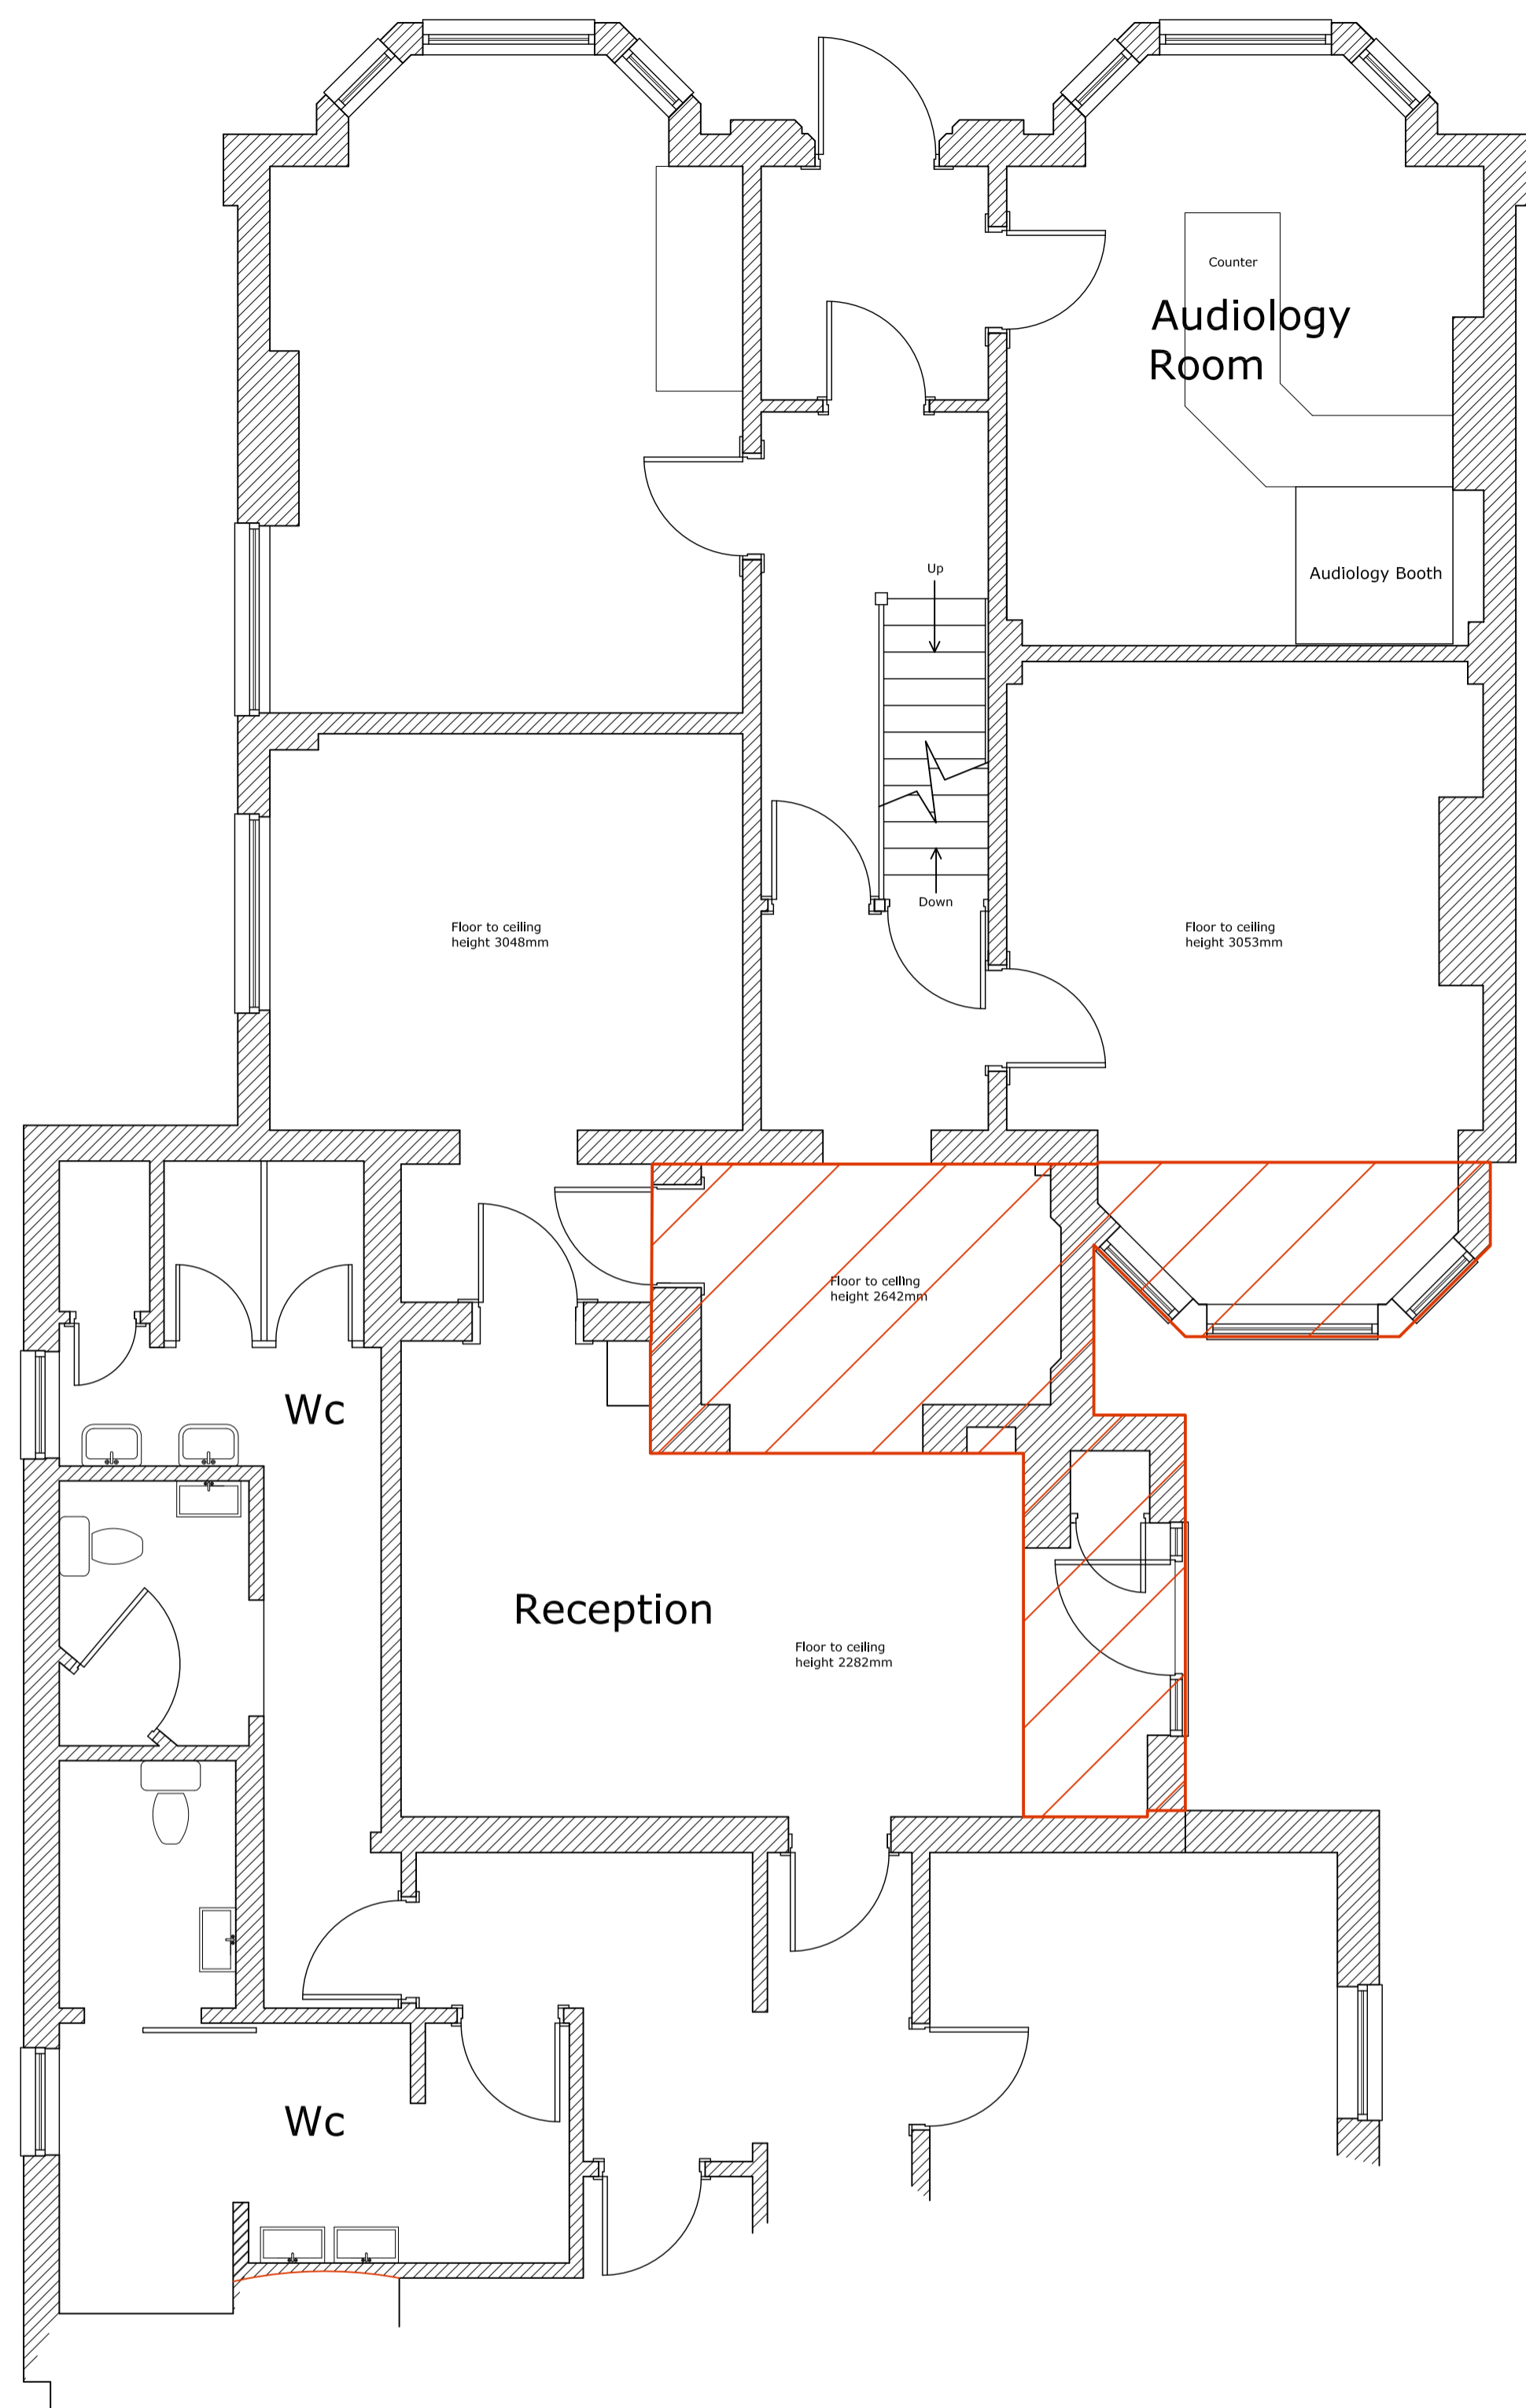 Counter
Audiology
Room
Up
Audiology Booth
Down
Floor to ceiling
height 3048mm
Floor to ceiling
height 3053mm
Floor to ceiling
height 2642mm
Wc
Reception
Floor to ceiling
height 2282mm
Wc